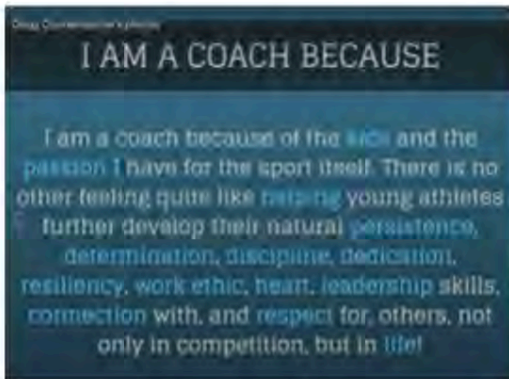 I AM A COACH BECAUSE
I am a coach because of the kids and the
passion I have for the sport itself. There is no
other feeling quite like helping young athletes
further develop their natural persistence,
determination, discipline, dedication,
resiliency, work ethic, heart, leadership skills,
connection with, and respect for, others, not
only in competition, but in life!